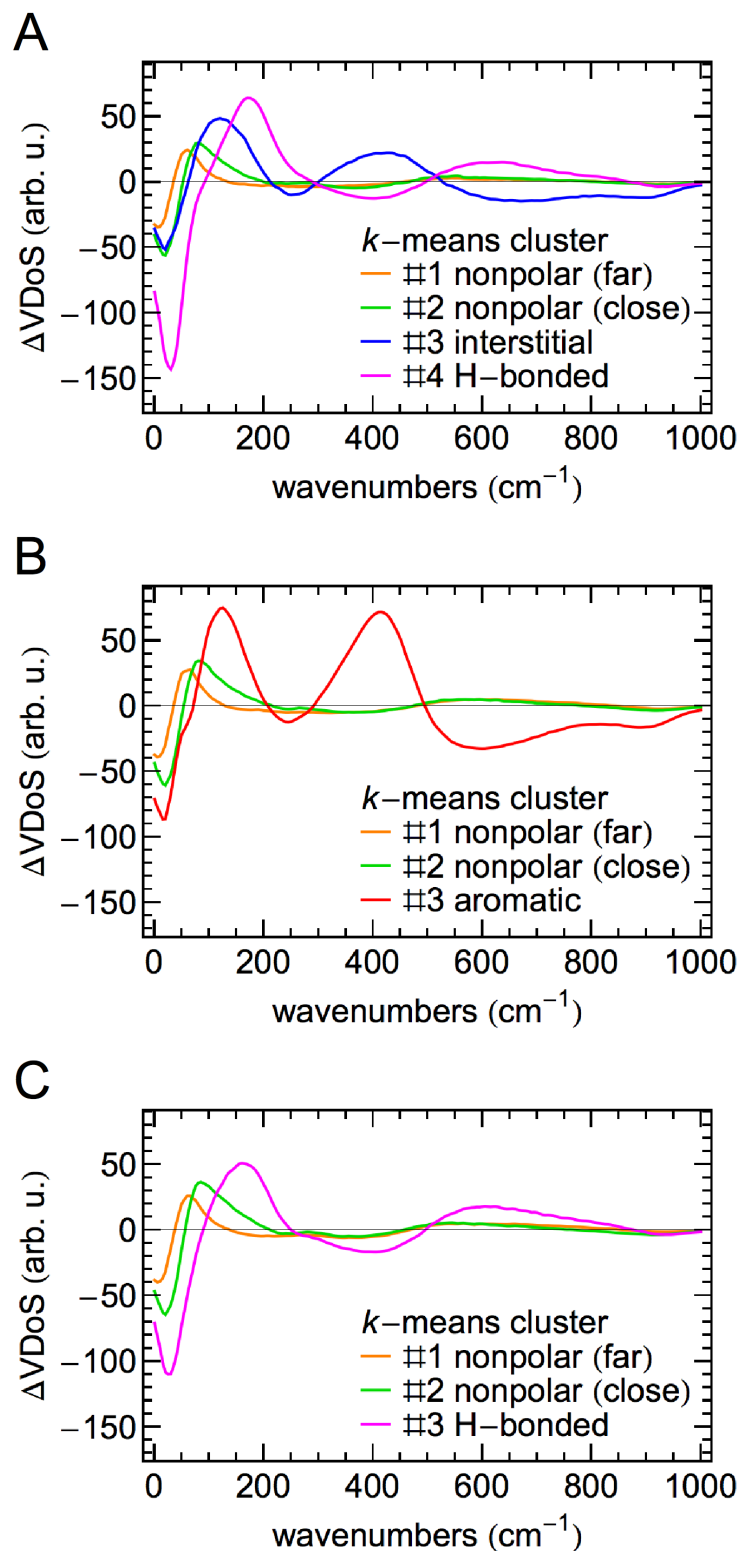 A
ΔVDoS (arb. u.)
50
0
−50
−100
−150
k−means cluster
#1 nonpolar (far)
#2 nonpolar (close)
#3 interstitial
#4 H−bonded
0 200 400 600 800 1000
wavenumbers (cm⁻¹)
B
ΔVDoS (arb. u.)
50
0
−50
−100
−150
k−means cluster
#1 nonpolar (far)
#2 nonpolar (close)
#3 aromatic
0 200 400 600 800 1000
wavenumbers (cm⁻¹)
C
ΔVDoS (arb. u.)
50
0
−50
−100
−150
k−means cluster
#1 nonpolar (far)
#2 nonpolar (close)
#3 H−bonded
0 200 400 600 800 1000
wavenumbers (cm⁻¹)